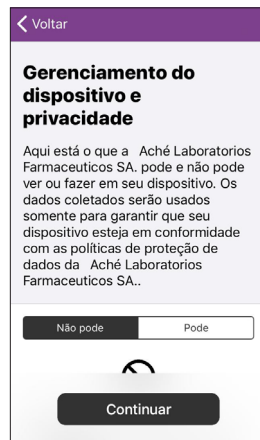 Voltar
Gerenciamento do
dispositivo e
privacidade
Aqui está o que a Aché Laboratorios
Farmaceuticos SA. pode e não pode
ver ou fazer em seu dispositivo. Os
dados coletados serão usados
somente para garantir que seu
dispositivo esteja em conformidade
com as políticas de proteção de
dados da Aché Laboratorios
Farmaceuticos SA..
Não pode Pode
Continuar